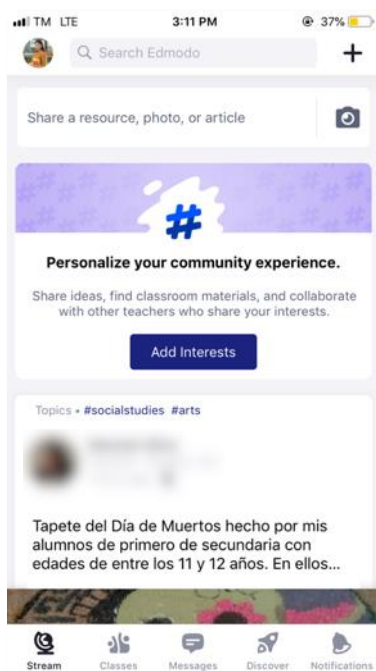 TM LTE 3:11 PM 37%
Search Edmodo
Share a resource, photo, or article
Personalize your community experience.
Share ideas, find classroom materials, and collaborate
with other teachers who share your interests.
Add Interests
Topics • #socialstudies #arts
Tapete del Día de Muertos hecho por mis
alumnos de primero de secundaria con
edades de entre los 11 y 12 años. En ellos...
Stream Classes Messages Discover Notifications